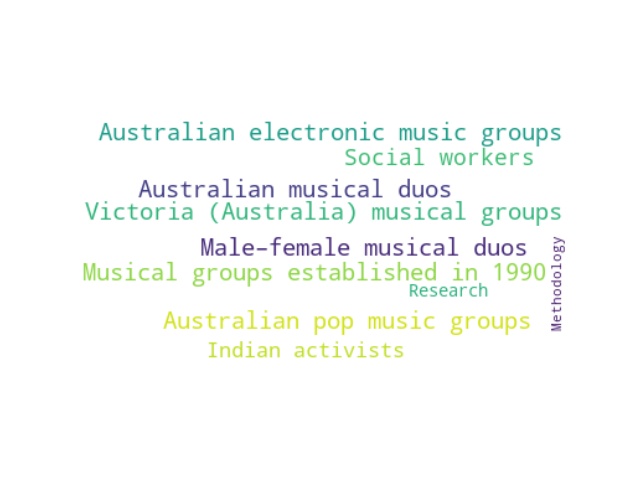 Australian electronic music groups
Social workers
Australian musical duos
Victoria (Australia) musical groups
Male–female musical duos
Musical groups established in 1990
Research
Methodology
Australian pop music groups
Indian activists